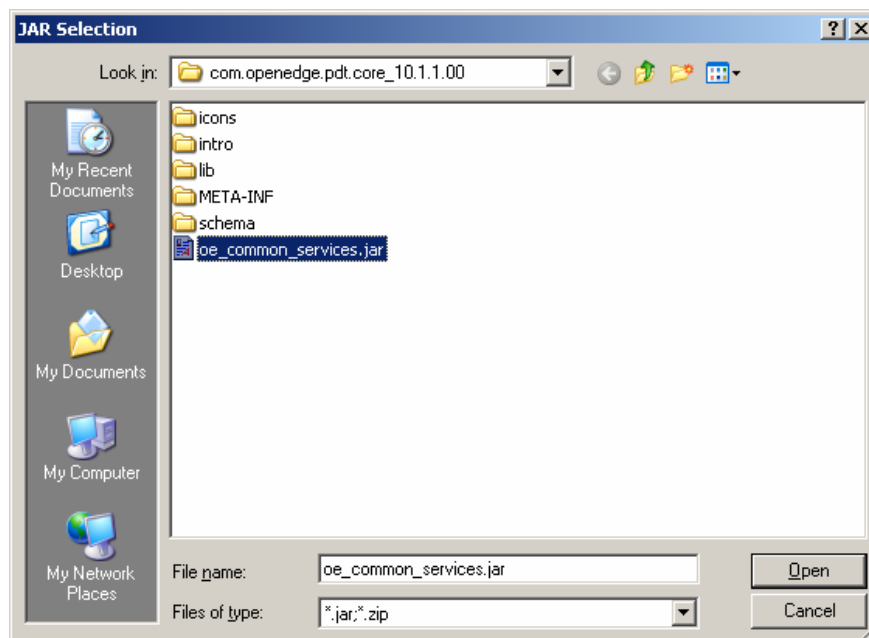 JAR Selection
Look in:
com.openedge.pdt.core_10.1.1.00
My Recent
Documents
Desktop
My Documents
My Computer
My Network
Places
icons
intro
lib
META-INF
schema
oe_common_services.jar
File name:
oe_common_services.jar
Open
Files of type:
*.jar;*.zip
Cancel